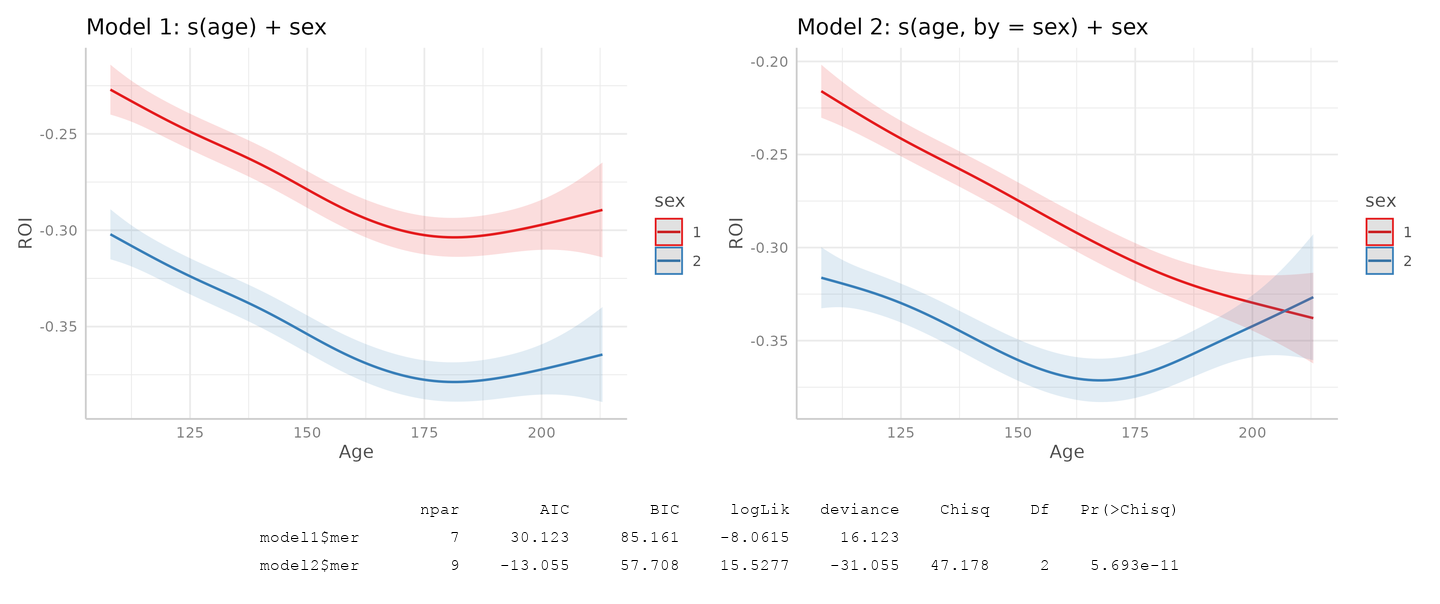 Model 1: s(age) + sex
Model 2: s(age, by = sex) + sex
-0.25
-0.30
-0.35
ROI
125
150
175
200
Age
sex
1
2
-0.20
-0.25
-0.30
-0.35
ROI
125
150
175
200
Age
sex
1
2
npar AIC BIC logLik deviance Chisq Df Pr(>Chisq)
model1$mer 7 30.123 85.161 -8.0615 16.123
model2$mer 9 -13.055 57.708 15.5277 -31.055 47.178 2 5.693e-11